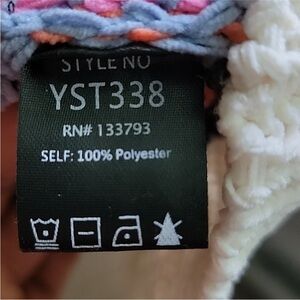 STYLE NO
YST338
RN# 133793
SELF: 100% Polyester